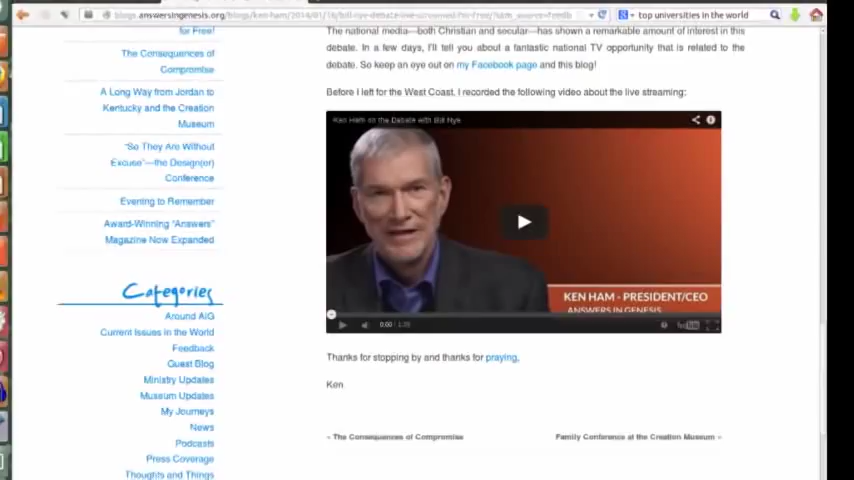 top universities in the world
for Free!
The Consequences of
Compromise
A Long Way from Jordan to
Kentucky and the Creation
Museum
"So They Are Without
Excuse"—the Design(er)
Conference
Evening to Remember
Award-Winning "Answers"
Magazine Now Expanded
Categories
Around AiG
Current Issues in the World
Feedback
Guest Blog
Ministry Updates
Museum Updates
My Journeys
News
Podcasts
Press Coverage
Thoughts and Things
The national media—both Christian and secular—has shown a remarkable amount of interest in this
debate. In a few days, I'll tell you about a fantastic national TV opportunity that is related to the
debate. So keep an eye out on my Facebook page and this blog!
Before I left for the West Coast, I recorded the following video about the live streaming:
Ken Ham on the Debate with Bill Nye
KEN HAM - PRESIDENT/CEO
ANSWERS IN GENESIS
Thanks for stopping by and thanks for praying,
Ken
« The Consequences of Compromise
Family Conference at the Creation Museum »